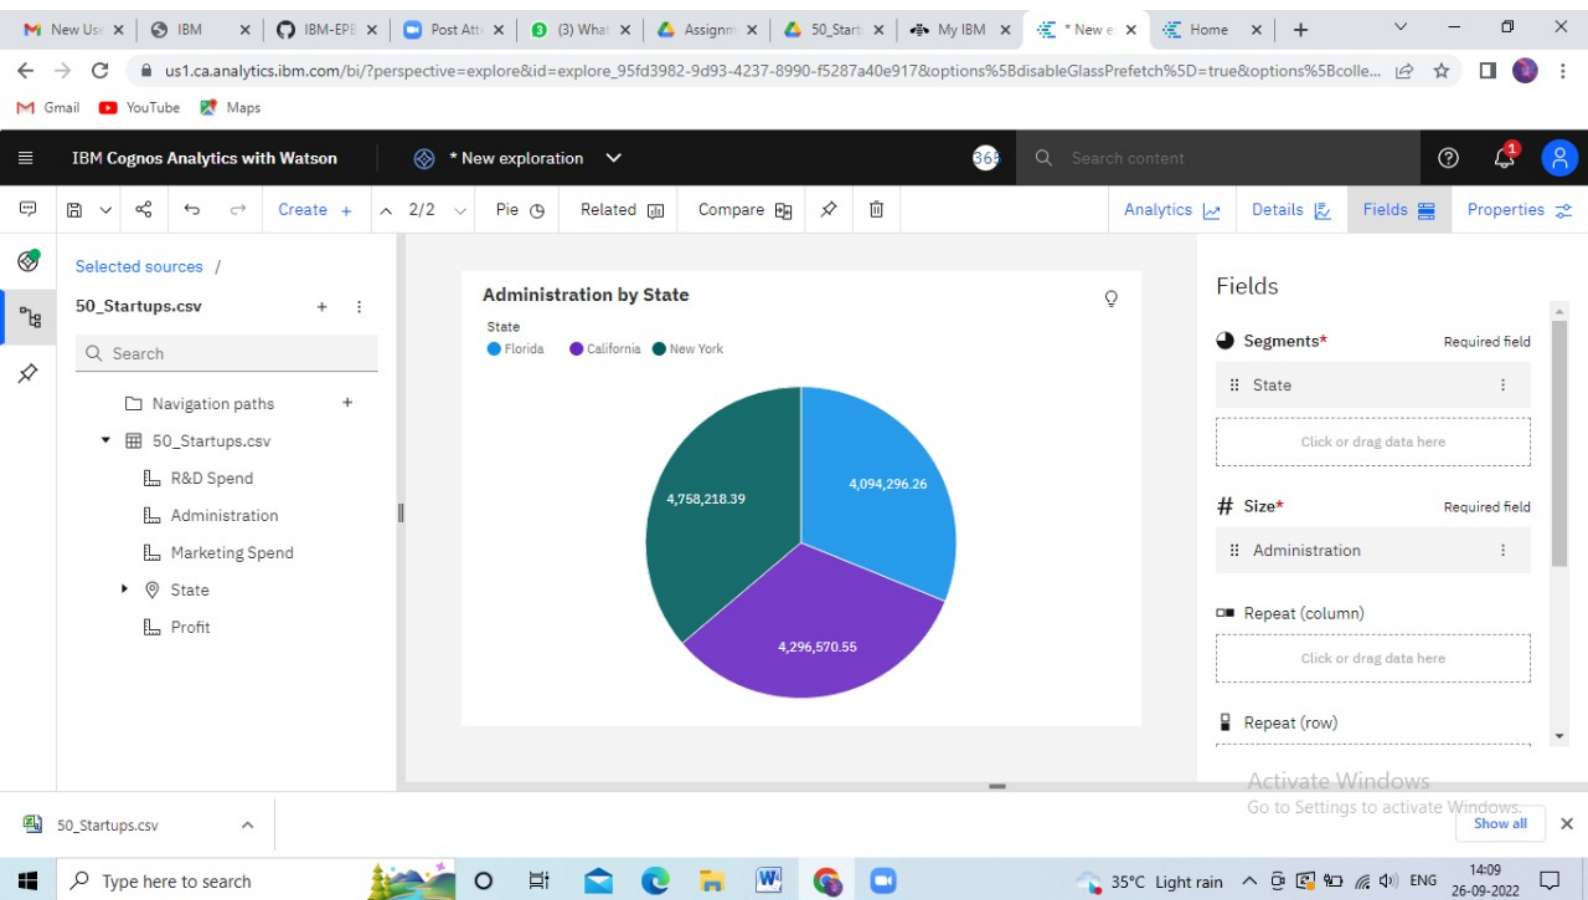 New Use
IBM
IBM-EPB
Post Atte
(3) What
Assignm
50_Start
My IBM
* New e
Home
us1.ca.analytics.ibm.com/bi/?perspective=explore&id=explore_95fd3982-9d93-4237-8990-f5287a40e917&options%5BdisableGlassPrefetch%5D=true&options%5Bcolle...
Gmail YouTube Maps
IBM Cognos Analytics with Watson
* New exploration
365
Search content
1
Create +
2/2
Pie
Related
Compare
Analytics
Details
Fields
Properties
Selected sources /
50_Startups.csv
Search
Navigation paths
50_Startups.csv
R&D Spend
Administration
Marketing Spend
State
Profit
Administration by State
State
Florida California New York
4,758,218.39
4,094,296.26
4,296,570.55
Fields
Segments* Required field
State
Click or drag data here
# Size* Required field
Administration
Repeat (column)
Click or drag data here
Repeat (row)
Activate Windows
Go to Settings to activate Windows.
50_Startups.csv
Show all
Type here to search
35°C Light rain
ENG
14:09
26-09-2022